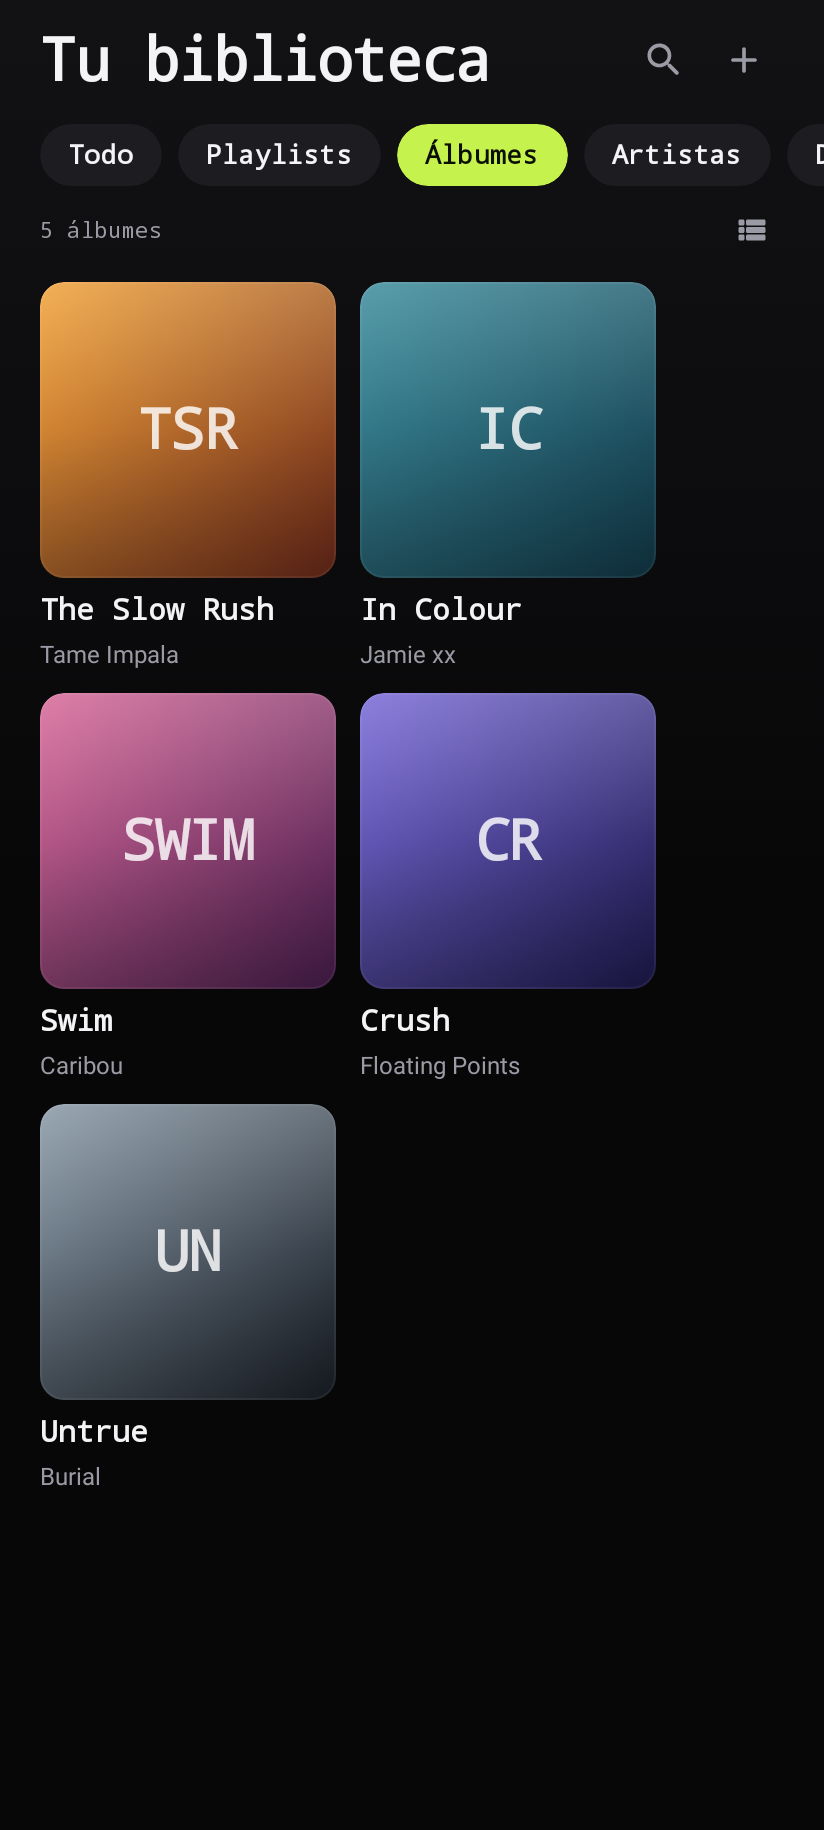 Tu biblioteca
Todo Playlists Álbumes Artistas
5 álbumes
TSR IC
The Slow Rush In Colour
Tame Impala Jamie xx
SWIM CR
Swim Crush
Caribou Floating Points
UN
Untrue
Burial